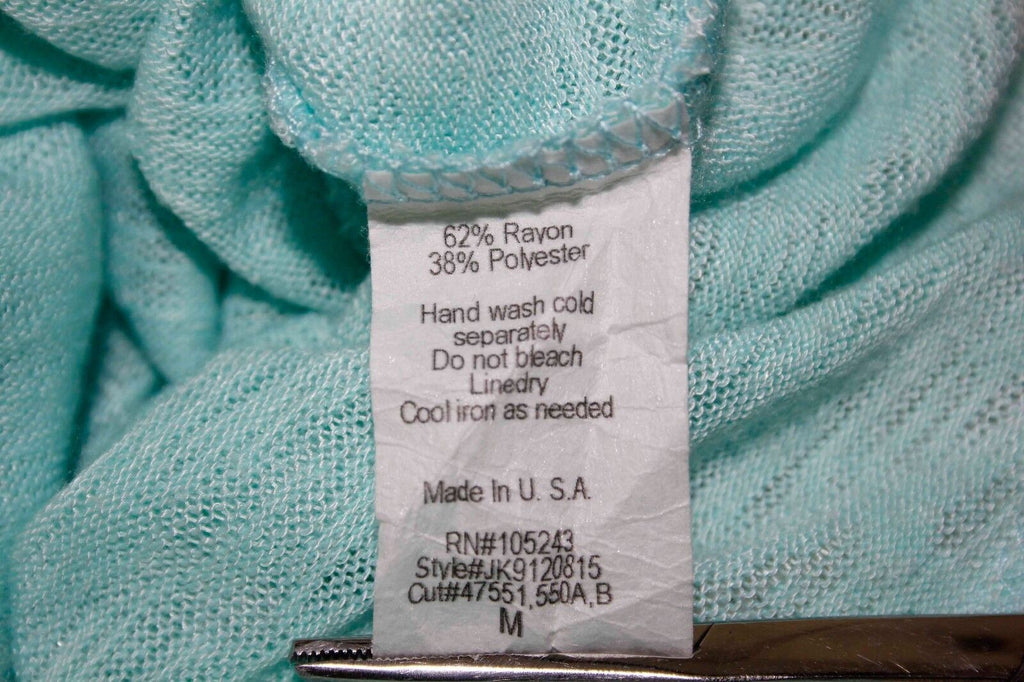 62% Rayon
38% Polyester
Hand wash cold
separately
Do not bleach
Linedry
Cool iron as needed
Made In U. S.A.
RN#105243
Style#JK9120815
Cut#47551,550A,B
M